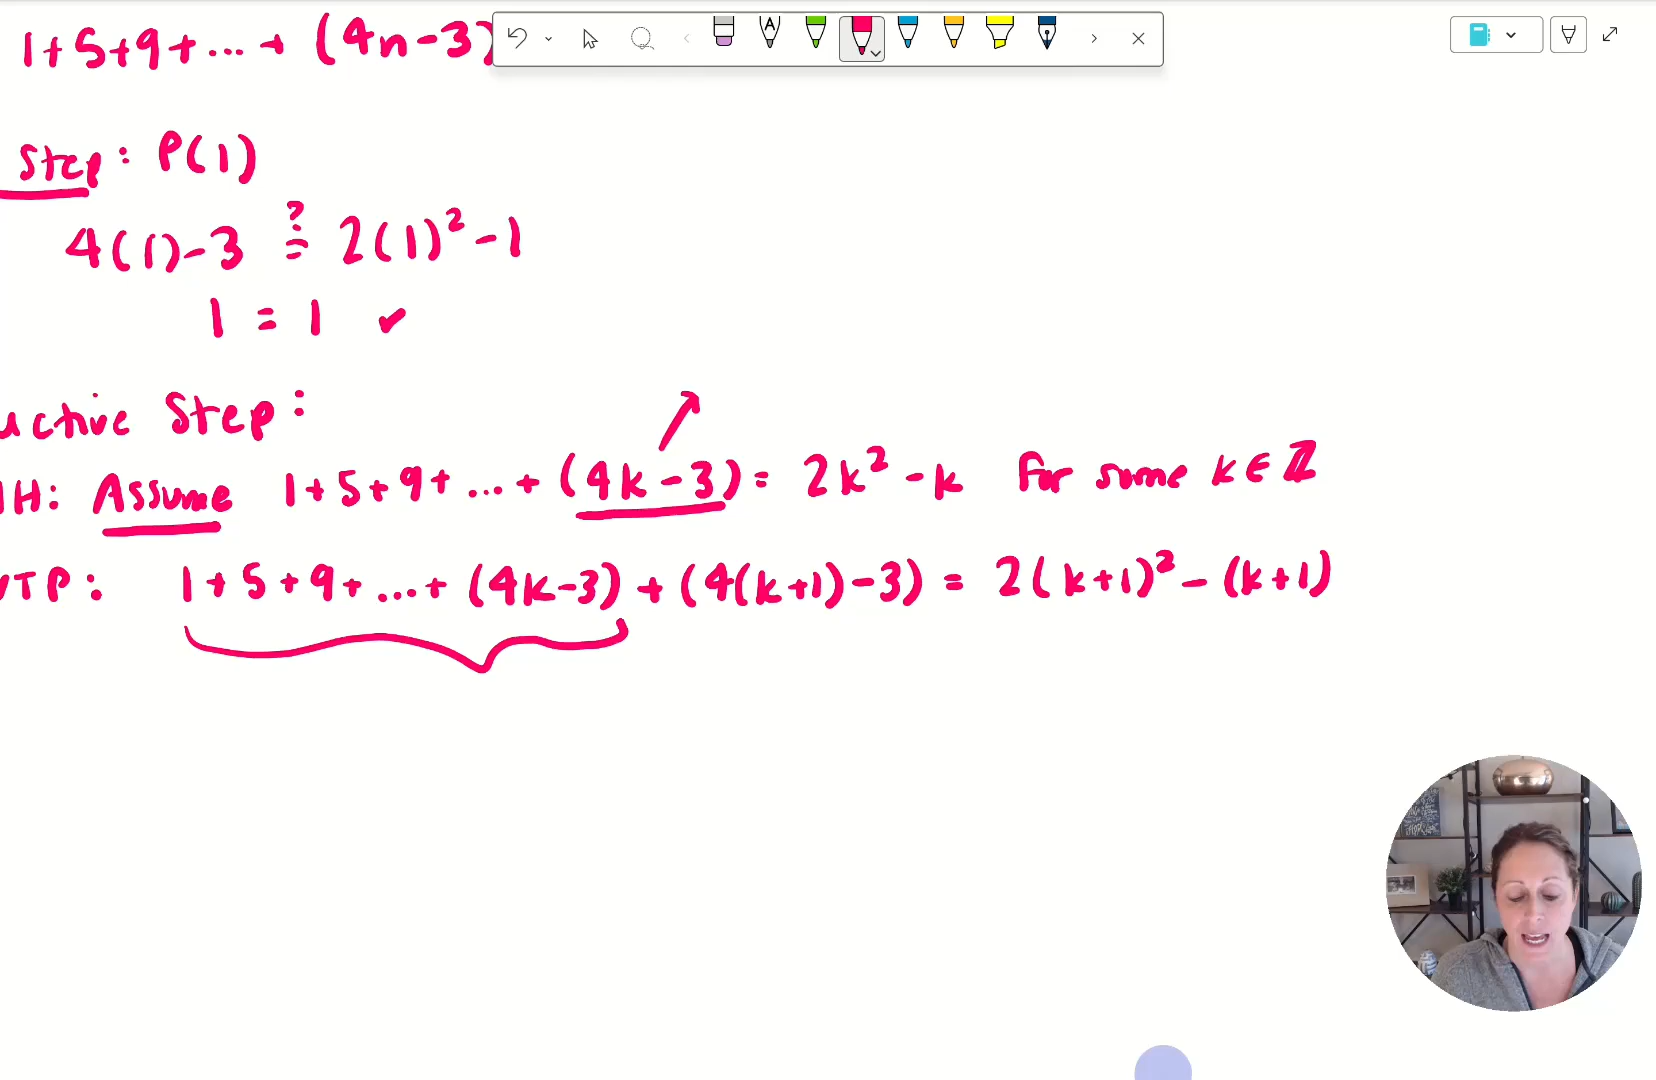 1+5+9+...+ (4n-3)
Step: P(1)
4(1)-3 ≟ 2(1)²-1
1 = 1 ✓
uctive Step:
IH: Assume 1+5+9+...+(4k-3)= 2k²-k for some k∈ℤ
TP: 1+5+9+...+(4k-3)+(4(k+1)-3) = 2(k+1)²-(k+1)